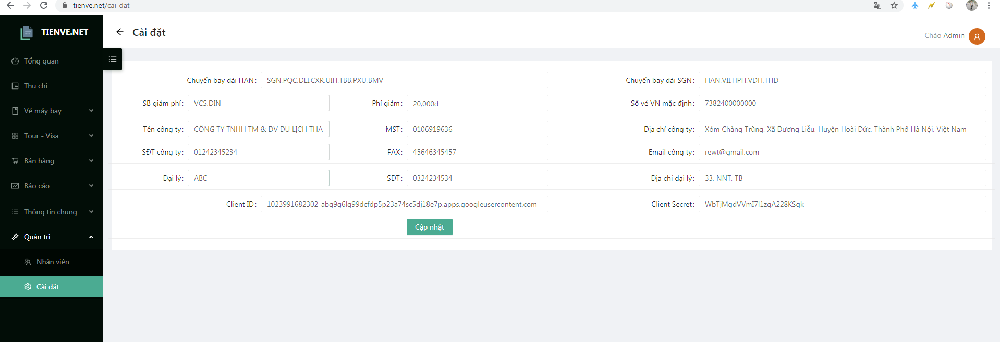 tienve.net/cai-dat
TIENVE.NET
Cài đặt
Chào Admin
Tổng quan
Thu chi
Vé máy bay
Tour - Visa
Bán hàng
Báo cáo
Thông tin chung
Quản trị
Nhân viên
Cài đặt
Chuyến bay dài HAN: SGN,PQC,DLI,CXR,UIH,TBB,PXU,BMV Chuyến bay dài SGN: HAN,VII,HPH,VDH,THD
SB giảm phí: VCS,DIN Phí giảm: 20,000₫ Số vé VN mặc định: 7382400000000
Tên công ty: CÔNG TY TNHH TM & DV DU LỊCH THA MST: 0106919636 Địa chỉ công ty: Xóm Chàng Trũng, Xã Dương Liễu, Huyện Hoài Đức, Thành Phố Hà Nội, Việt Nam
SĐT công ty: 01242345234 FAX: 45646345457 Email công ty: rewt@gmail.com
Đại lý: ABC SĐT: 0324234534 Địa chỉ đại lý: 33, NNT, TB
Client ID: 1023991682302-abg9g6lg99dcfdp5p23a74sc5dj18e7p.apps.googleusercontent.com Client Secret: WbTjMgdVVmI7l1zgA228KSqk
Cập nhật